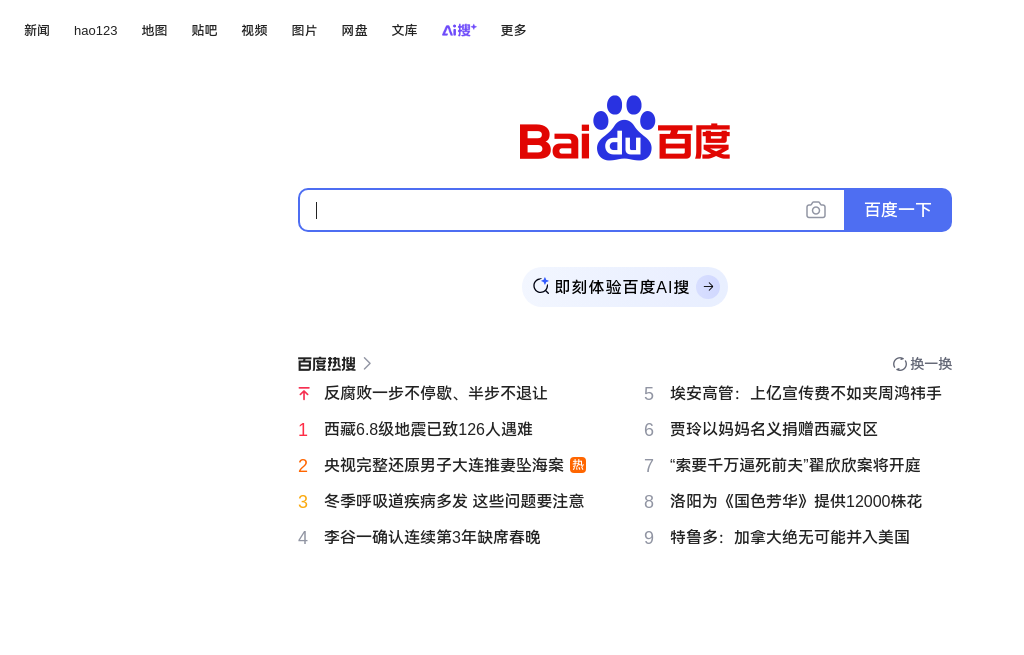 新闻 hao123 地图 贴吧 视频 图片 网盘 文库 Ai搜+ 更多
Bai du 百度
百度一下
即刻体验百度AI搜
百度热搜 换一换
反腐败一步不停歇、半步不退让
1 西藏6.8级地震已致126人遇难
2 央视完整还原男子大连推妻坠海案 热
3 冬季呼吸道疾病多发 这些问题要注意
4 李谷一确认连续第3年缺席春晚
5 埃安高管：上亿宣传费不如夹周鸿祎手
6 贾玲以妈妈名义捐赠西藏灾区
7 “索要千万逼死前夫”翟欣欣案将开庭
8 洛阳为《国色芳华》提供12000株花
9 特鲁多：加拿大绝无可能并入美国